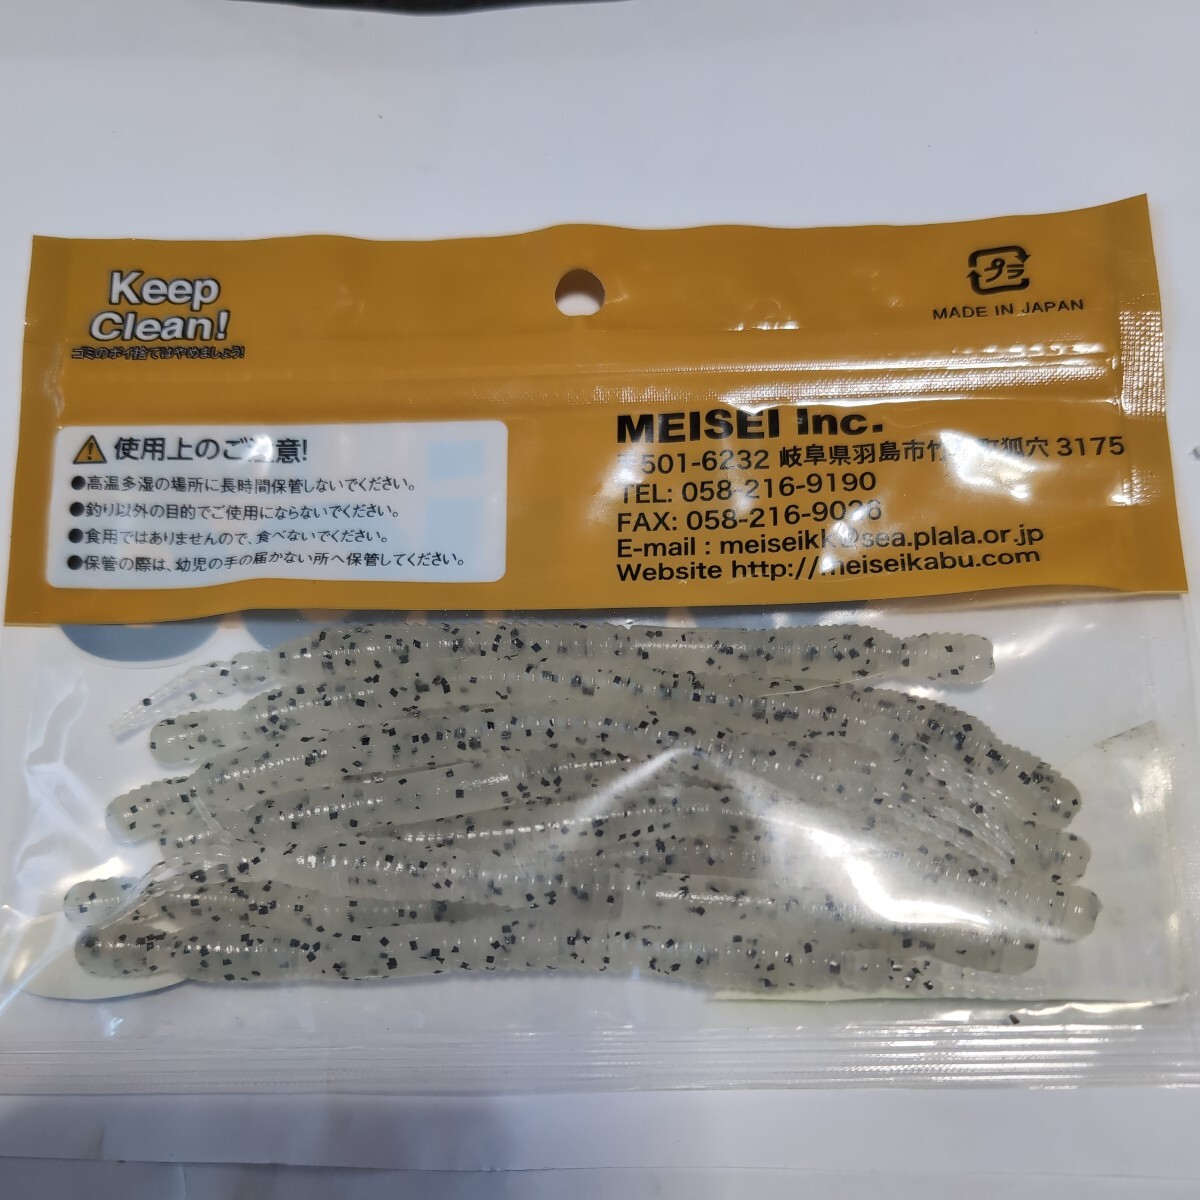 Keep
Clean!
ゴミのポイ捨てはやめましょう!
プラ
MADE IN JAPAN
使用上のご注意!
●高温多湿の場所に長時間保管しないでください。
●釣り以外の目的でご使用にならないでください。
●食用ではありませんので、食べないでください。
●保管の際は、幼児の手の届かない所へ保管してください。
MEISEI Inc.
〒501-6232 岐阜県羽島市竹 町狐穴 3175
TEL: 058-216-9190
FAX: 058-216-
E-mail : meiseikk@sea.plala.or.jp
Website http://meiseikabu.com